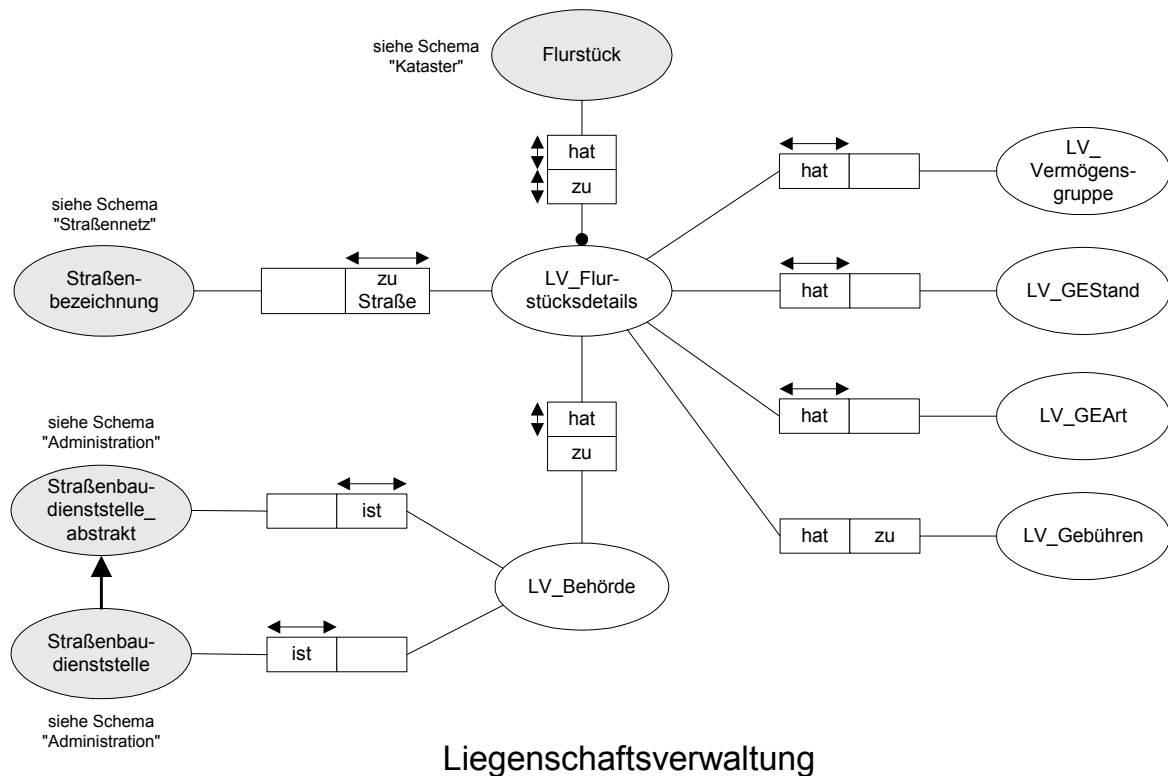 siehe Schema
"Kataster"
Flurstück
hat
zu
hat
LV_
Vermögens-
gruppe
siehe Schema
"Straßennetz"
Straßen-
bezeichnung
zu
Straße
LV_Flur-
stücksdetails
hat
LV_GEStand
hat
LV_GEArt
siehe Schema
"Administration"
hat
zu
Straßenbau-
dienststelle_
abstrakt
ist
hat
zu
LV_Gebühren
LV_Behörde
Straßenbau-
dienststelle
ist
siehe Schema
"Administration"
Liegenschaftsverwaltung